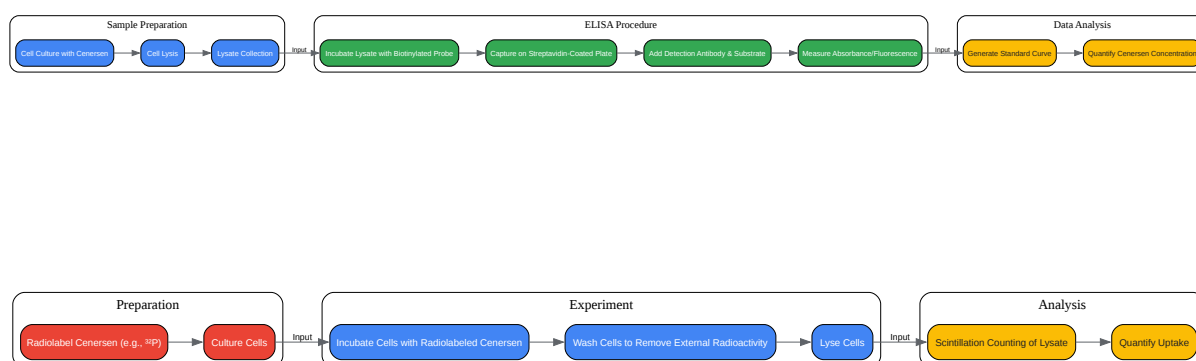 Sample Preparation
ELISA Procedure
Data Analysis
Cell Culture with Cenersen
Cell Lysis
Lysate Collection
Input
Incubate Lysate with Biotinylated Probe
Capture on Streptavidin-Coated Plate
Add Detection Antibody & Substrate
Measure Absorbance/Fluorescence
Input
Generate Standard Curve
Quantify Cenersen Concentration
Preparation
Experiment
Analysis
Radiolabel Cenersen (e.g., ³²P)
Culture Cells
Input
Incubate Cells with Radiolabeled Cenersen
Wash Cells to Remove External Radioactivity
Lyse Cells
Input
Scintillation Counting of Lysate
Quantify Uptake